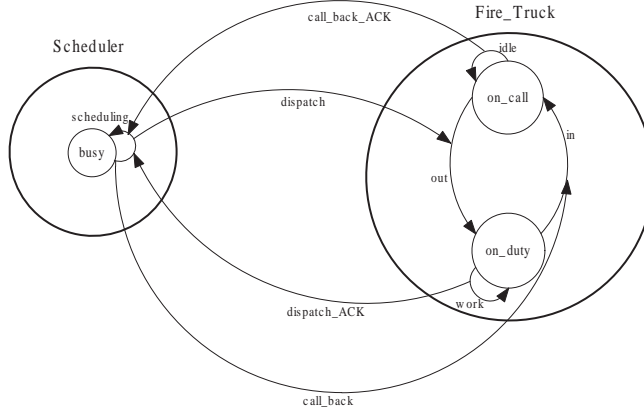 Fire_Truck
call_back_ACK
Scheduler
idle
scheduling
dispatch
on_call
busy
in
out
on_duty
work
dispatch_ACK
call_back